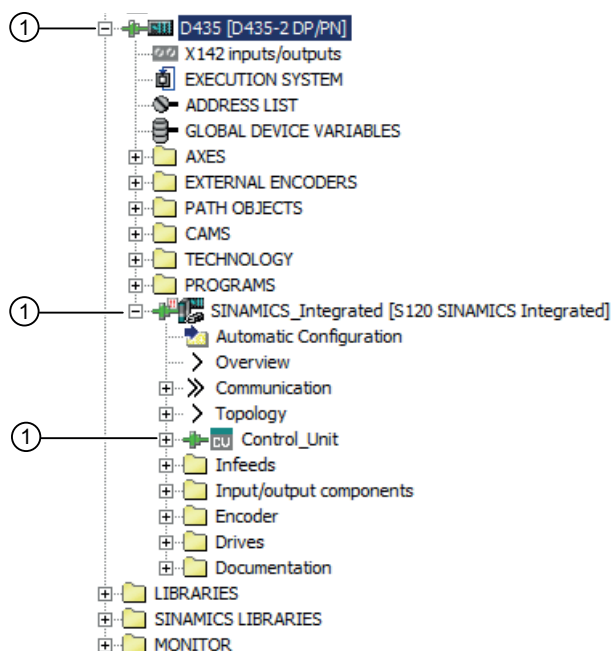 1 D435 [D435-2 DP/PN]
X142 inputs/outputs
EXECUTION SYSTEM
ADDRESS LIST
GLOBAL DEVICE VARIABLES
AXES
EXTERNAL ENCODERS
PATH OBJECTS
CAMS
TECHNOLOGY
PROGRAMS
1 SINAMICS_Integrated [S120 SINAMICS Integrated]
Automatic Configuration
Overview
Communication
Topology
1 CU Control_Unit
Infeeds
Input/output components
Encoder
Drives
Documentation
LIBRARIES
SINAMICS LIBRARIES
MONITOR